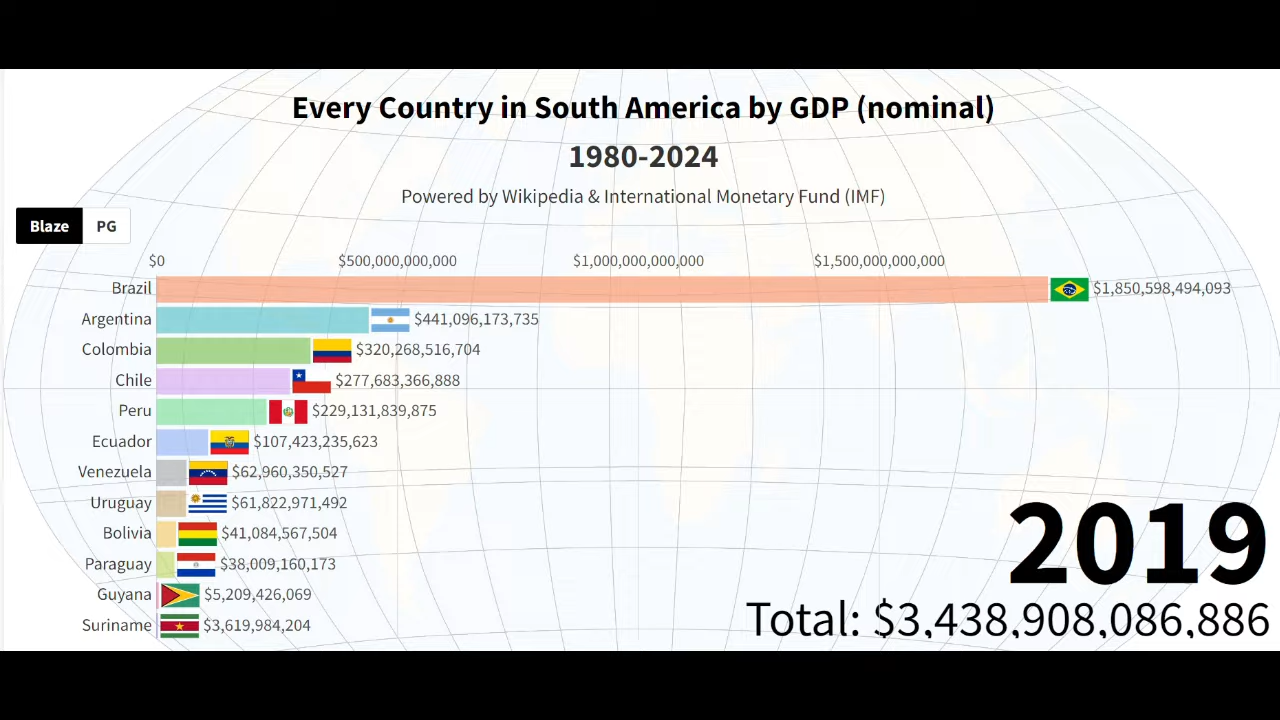 Every Country in South America by GDP (nominal)
1980-2024
Powered by Wikipedia & International Monetary Fund (IMF)
Blaze PG
$0 $500,000,000,000 $1,000,000,000,000 $1,500,000,000,000
Brazil $1,850,598,494,093
Argentina $441,096,173,735
Colombia $320,268,516,704
Chile $277,683,366,888
Peru $229,131,839,875
Ecuador $107,423,235,623
Venezuela $62,960,350,527
Uruguay $61,822,971,492
Bolivia $41,084,567,504
Paraguay $38,009,160,173
Guyana $5,209,426,069
Suriname $3,619,984,204
2019
Total: $3,438,908,086,886